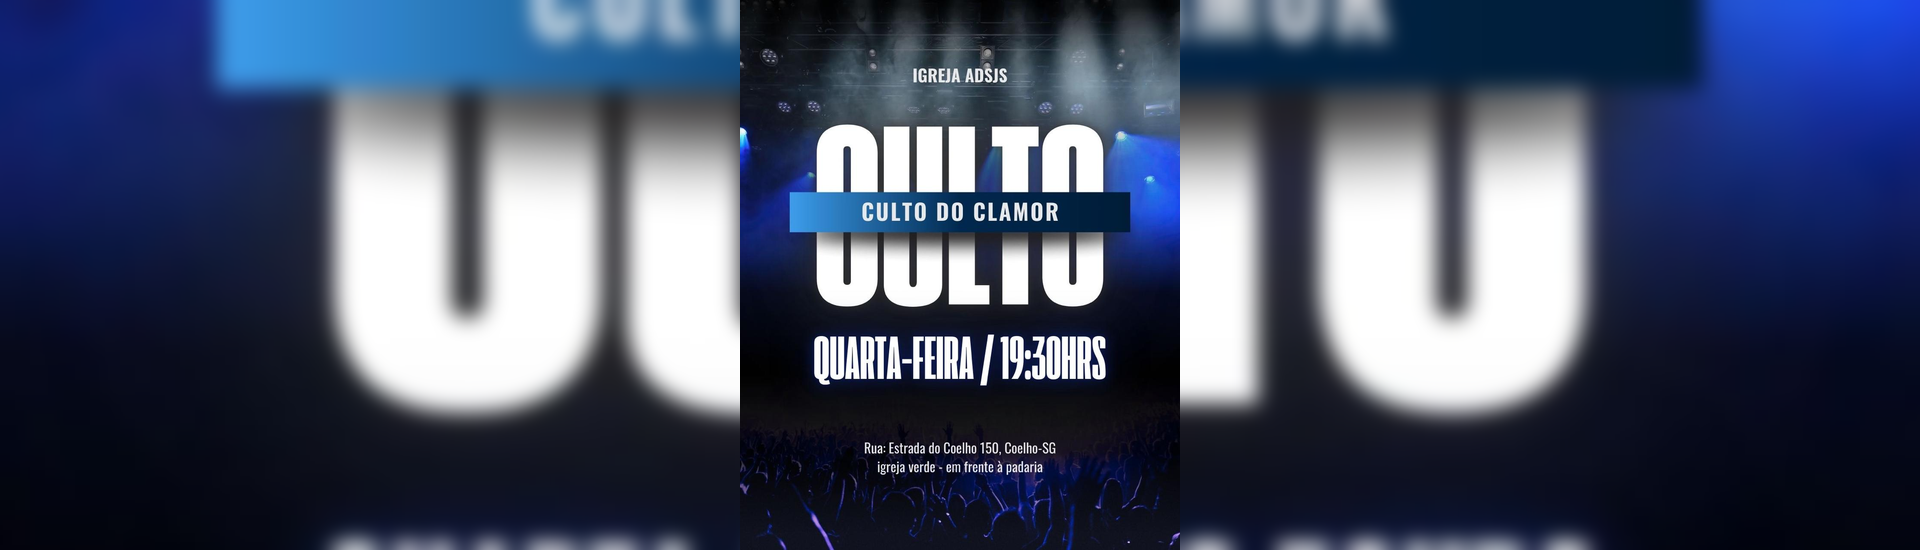 IGREJA ADSJS
CULTO
CULTO DO CLAMOR
QUARTA-FEIRA / 19:30HRS
Rua: Estrada do Coelho 150, Coelho-SG
igreja verde - em frente à padaria